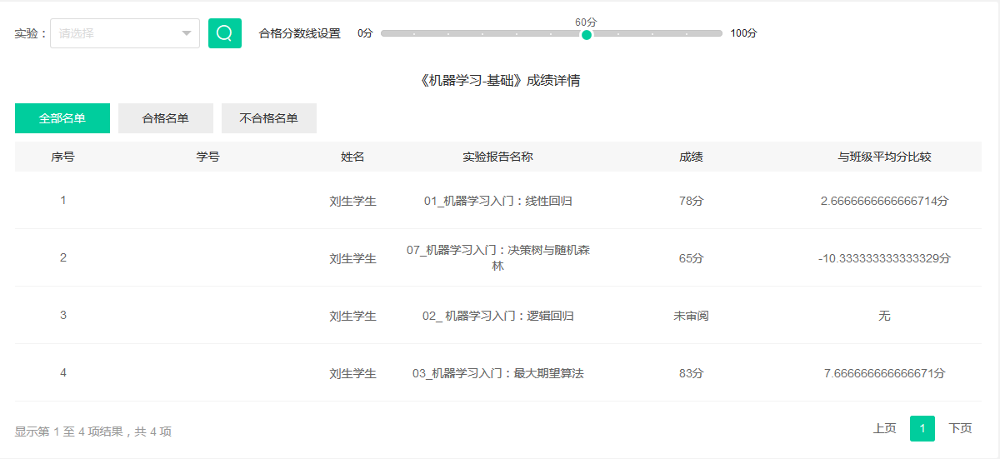 实验：
请选择
合格分数线设置
0分
60分
100分
《机器学习-基础》成绩详情
全部名单
合格名单
不合格名单
序号 学号 姓名 实验报告名称 成绩 与班级平均分比较
1 刘生学生 01_机器学习入门：线性回归 78分 2.6666666666666714分
2 刘生学生 07_机器学习入门：决策树与随机森
林 65分 -10.333333333333329分
3 刘生学生 02_ 机器学习入门：逻辑回归 未审阅 无
4 刘生学生 03_机器学习入门：最大期望算法 83分 7.666666666666671分
显示第 1 至 4 项结果，共 4 项
上页 1 下页